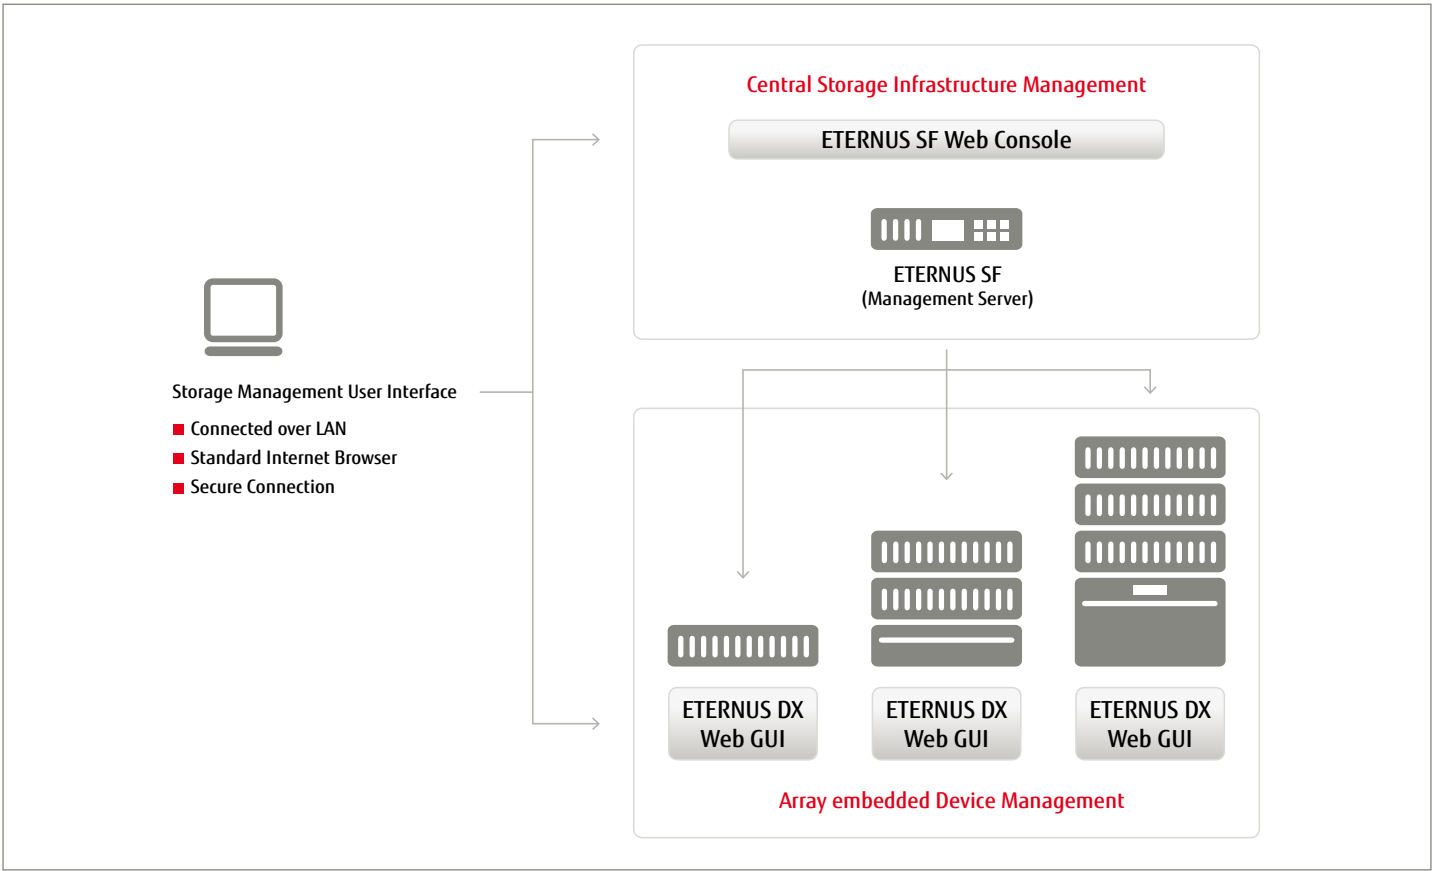 Central Storage Infrastructure Management
ETERNUS SF Web Console
ETERNUS SF
(Management Server)
Storage Management User Interface
Connected over LAN
Standard Internet Browser
Secure Connection
ETERNUS DX
Web GUI
ETERNUS DX
Web GUI
ETERNUS DX
Web GUI
Array embedded Device Management